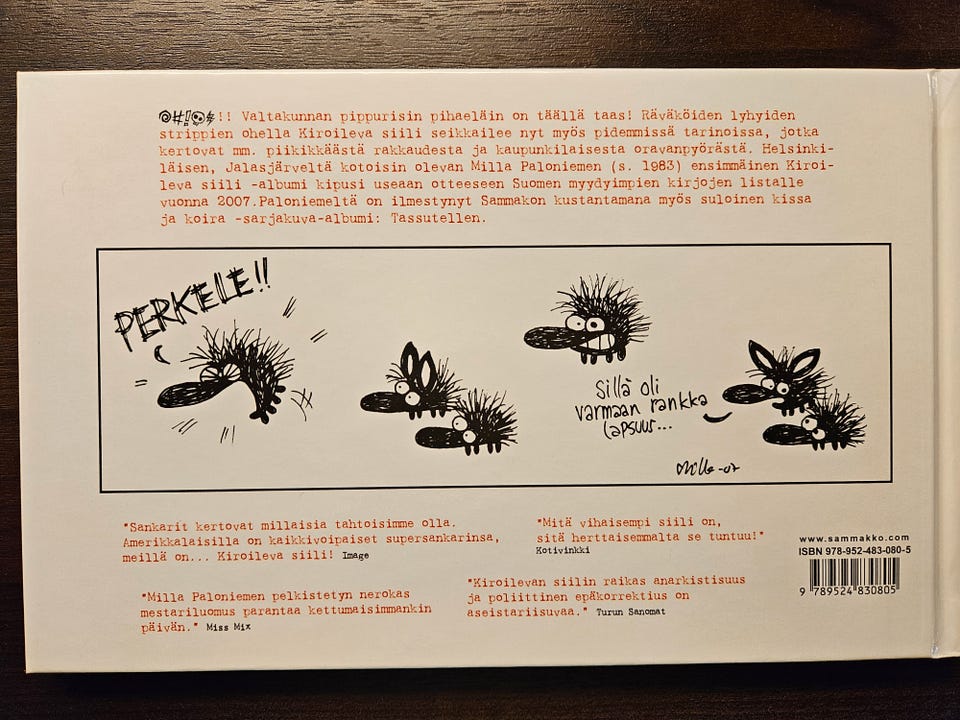 @#!@%!! Valtakunnan pippurisin pihaeläin on täällä taas! Räväköiden lyhyiden
strippien ohella Kiroileva siili seikkailee nyt myös pidemmissä tarinoissa, jotka
kertovat mm. piikikkäästä rakkaudesta ja kaupunkilaisesta oravanpyörästä. Helsinki-
läisen, Jalasjärveltä kotoisin olevan Milla Paloniemen (s. 1983) ensimmäinen Kiroi-
leva siili -albumi kipusi useaan otteeseen Suomen myydyimpien kirjojen listalle
vuonna 2007.Paloniemeltä on ilmestynyt Sammakon kustantamana myös suloinen kissa
ja koira -sarjakuva-albumi: Tassutellen.
PERKELE!!
Sillä oli
varmaan rankka
lapsuus...
Milla -07
"Sankarit kertovat millaisia tahtoisimme olla.
Amerikkalaisilla on kaikkivoipaiset supersankarinsa,
meillä on... Kiroileva siili! Image
"Mitä vihaisempi siili on,
sitä herttaisemmalta se tuntuu!"
Kotivinkki
"Milla Paloniemen pelkistetyn nerokas
mestariluomus parantaa kettumaisimmankin
päivän." Miss Mix
"Kiroilevan siilin raikas anarkistisuus
ja poliittinen epäkorrektius on
aseistariisuvaa." Turun Sanomat
www.sammakko.com
ISBN 978-952-483-080-5
9 789524 830805